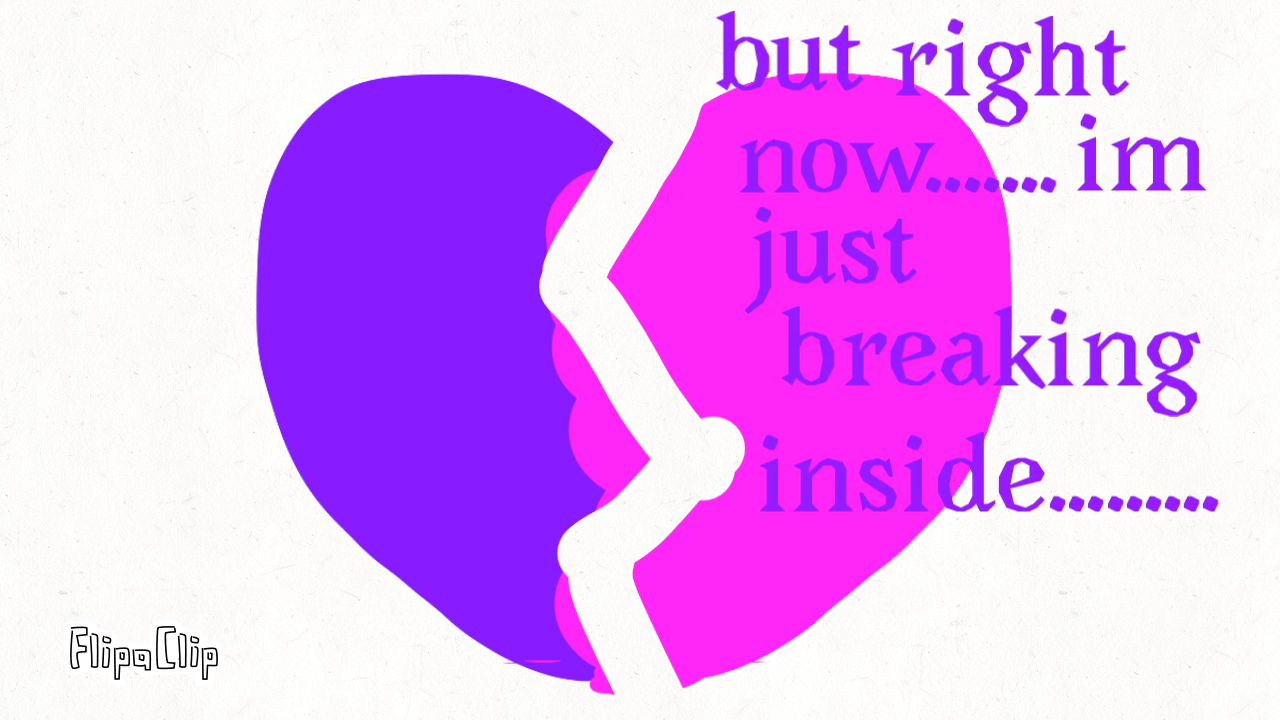 but right
now....... im
just
breaking
inside.........
FlipaClip